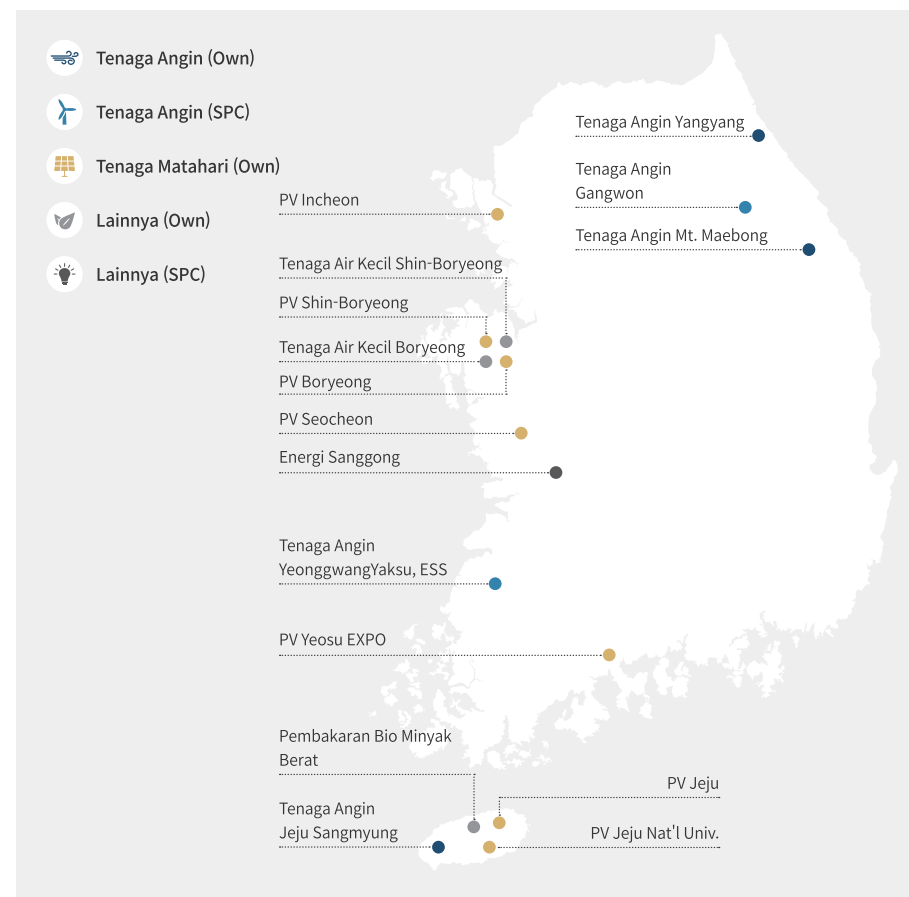 Tenaga Angin (Own)
Tenaga Angin (SPC)
Tenaga Matahari (Own)
Lainnya (Own)
Lainnya (SPC)
Tenaga Angin Yangyang
Tenaga Angin
Gangwon
Tenaga Angin Mt. Maebong
PV Incheon
Tenaga Air Kecil Shin-Boryeong
PV Shin-Boryeong
Tenaga Air Kecil Boryeong
PV Boryeong
PV Seocheon
Energi Sanggong
Tenaga Angin
YeonggwangYaksu, ESS
PV Yeosu EXPO
Pembakaran Bio Minyak
Berat
Tenaga Angin
Jeju Sangmyung
PV Jeju
PV Jeju Nat'l Univ.